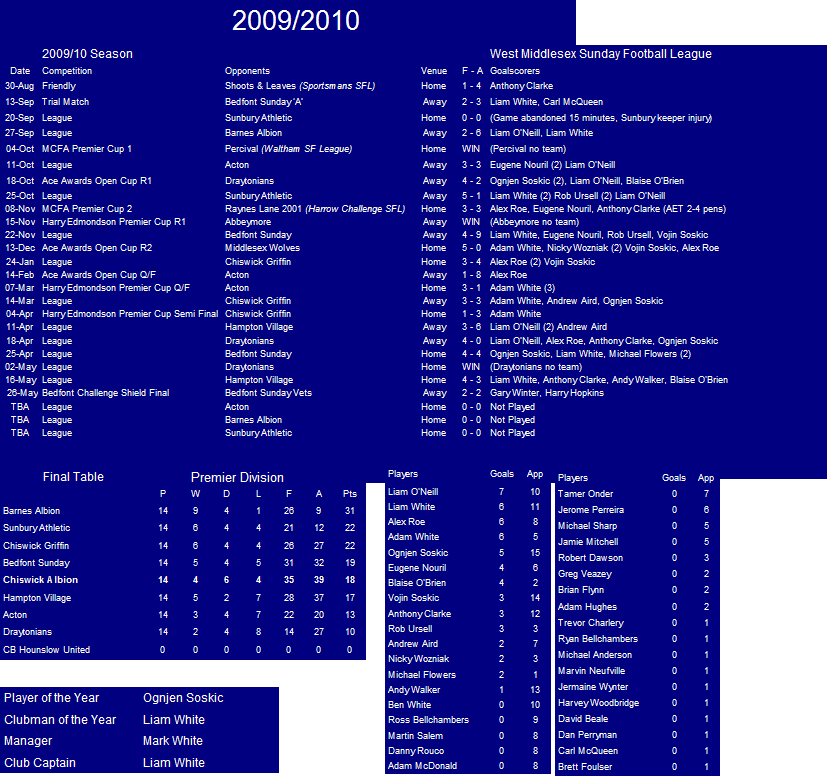 2009/2010
2009/10 Season West Middlesex Sunday Football League
Date Competition Opponents Venue F - A Goalscorers
30-Aug Friendly Shoots & Leaves (Sportsmans SFL) Home 1 - 4 Anthony Clarke
13-Sep Trial Match Bedfont Sunday 'A' Away 2 - 3 Liam White, Carl McQueen
20-Sep League Sunbury Athletic Home 0 - 0 (Game abandoned 15 minutes, Sunbury keeper injury)
27-Sep League Barnes Albion Away 2 - 6 Liam O'Neill, Liam White
04-Oct MCFA Premier Cup 1 Percival (Waltham SF League) Home WIN (Percival no team)
11-Oct League Acton Away 3 - 3 Eugene Nouril (2) Liam O'Neill
18-Oct Ace Awards Open Cup R1 Draytonians Away 4 - 2 Ognjen Soskic (2), Liam O'Neill, Blaise O'Brien
25-Oct League Sunbury Athletic Away 5 - 1 Liam White (2) Rob Ursell (2) Liam O'Neill
08-Nov MCFA Premier Cup 2 Raynes Lane 2001 (Harrow Challenge SFL) Home 3 - 3 Alex Roe, Eugene Nouril, Anthony Clarke (AET 2-4 pens)
15-Nov Harry Edmondson Premier Cup R1 Abbeymore Away WIN (Abbeymore no team)
22-Nov League Bedfont Sunday Away 4 - 9 Liam White, Eugene Nouril, Rob Ursell, Vojin Soskic
13-Dec Ace Awards Open Cup R2 Middlesex Wolves Home 5 - 0 Adam White, Nicky Wozniak (2) Vojin Soskic, Alex Roe
24-Jan League Chiswick Griffin Home 3 - 4 Alex Roe (2) Vojin Soskic
14-Feb Ace Awards Open Cup Q/F Acton Away 1 - 8 Alex Roe
07-Mar Harry Edmondson Premier Cup Q/F Acton Home 3 - 1 Adam White (3)
14-Mar League Chiswick Griffin Away 3 - 3 Adam White, Andrew Aird, Ognjen Soskic
04-Apr Harry Edmondson Premier Cup Semi Final Chiswick Griffin Home 1 - 3 Adam White
11-Apr League Hampton Village Away 3 - 6 Liam O'Neill (2) Andrew Aird
18-Apr League Draytonians Away 4 - 0 Liam O'Neill, Alex Roe, Anthony Clarke, Ognjen Soskic
25-Apr League Bedfont Sunday Home 4 - 4 Ognjen Soskic, Liam White, Michael Flowers (2)
02-May League Draytonians Home WIN (Draytonians no team)
16-May League Hampton Village Home 4 - 3 Liam White, Anthony Clarke, Andy Walker, Blaise O'Brien
26-May Bedfont Challenge Shield Final Bedfont Sunday Vets Away 2 - 2 Gary Winter, Harry Hopkins
TBA League Acton Home 0 - 0 Not Played
TBA League Barnes Albion Home 0 - 0 Not Played
TBA League Sunbury Athletic Home 0 - 0 Not Played
Final Table Premier Division
P W D L F A Pts
Barnes Albion 14 9 4 1 26 9 31
Sunbury Athletic 14 6 4 4 21 12 22
Chiswick Griffin 14 6 4 4 26 27 22
Bedfont Sunday 14 5 4 5 31 32 19
Chiswick Albion 14 4 6 4 35 39 18
Hampton Village 14 5 2 7 28 37 17
Acton 14 3 4 7 22 20 13
Draytonians 14 2 4 8 14 27 10
CB Hounslow United 0 0 0 0 0 0 0
Player of the Year Ognjen Soskic
Clubman of the Year Liam White
Manager Mark White
Club Captain Liam White
Players Goals App
Liam O'Neill 7 10
Liam White 6 11
Alex Roe 6 8
Adam White 6 5
Ognjen Soskic 5 15
Eugene Nouril 4 6
Blaise O'Brien 4 2
Vojin Soskic 3 14
Anthony Clarke 3 12
Rob Ursell 3 3
Andrew Aird 2 7
Nicky Wozniak 2 3
Michael Flowers 2 1
Andy Walker 1 13
Ben White 0 10
Ross Bellchambers 0 9
Martin Salem 0 8
Danny Rouco 0 8
Adam McDonald 0 8
Players Goals App
Tamer Onder 0 7
Jerome Perreira 0 6
Michael Sharp 0 5
Jamie Mitchell 0 5
Robert Dawson 0 3
Greg Veazey 0 2
Brian Flynn 0 2
Adam Hughes 0 2
Trevor Charlery 0 1
Ryan Bellchambers 0 1
Michael Anderson 0 1
Marvin Neufville 0 1
Jermaine Wynter 0 1
Harvey Woodbridge 0 1
David Beale 0 1
Dan Perryman 0 1
Carl McQueen 0 1
Brett Foulser 0 1